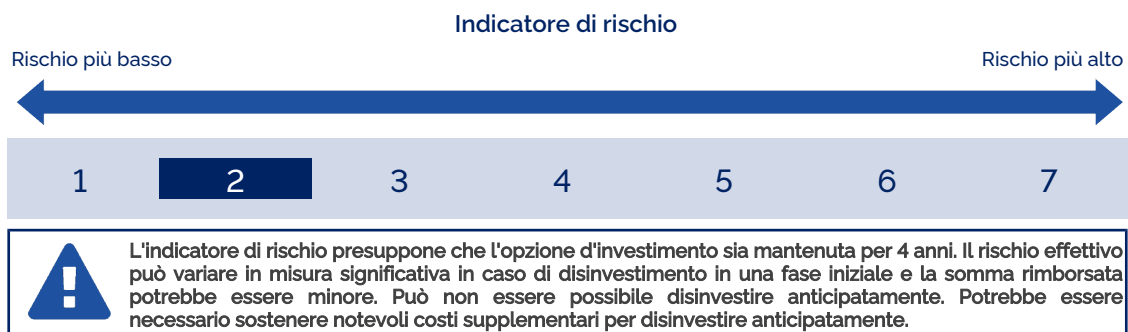 Indicatore di rischio
Rischio più basso
Rischio più alto
1 2 3 4 5 6 7
L'indicatore di rischio presuppone che l'opzione d'investimento sia mantenuta per 4 anni. Il rischio effettivo
può variare in misura significativa in caso di disinvestimento in una fase iniziale e la somma rimborsata
potrebbe essere minore. Può non essere possibile disinvestire anticipatamente. Potrebbe essere
necessario sostenere notevoli costi supplementari per disinvestire anticipatamente.